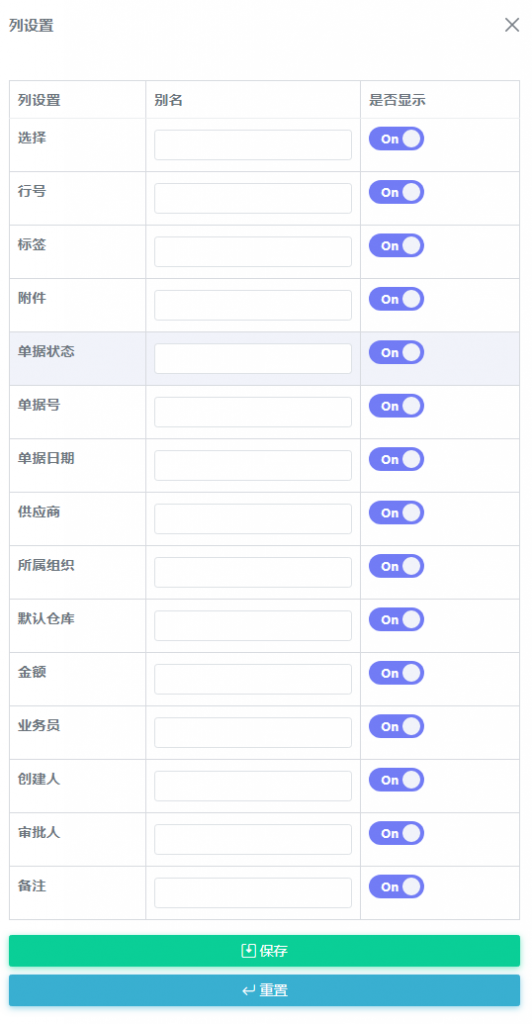 列设置
列设置 别名 是否显示
选择 On
行号 On
标签 On
附件 On
单据状态 On
单据号 On
单据日期 On
供应商 On
所属组织 On
默认仓库 On
金额 On
业务员 On
创建人 On
审批人 On
备注 On
保存
重置